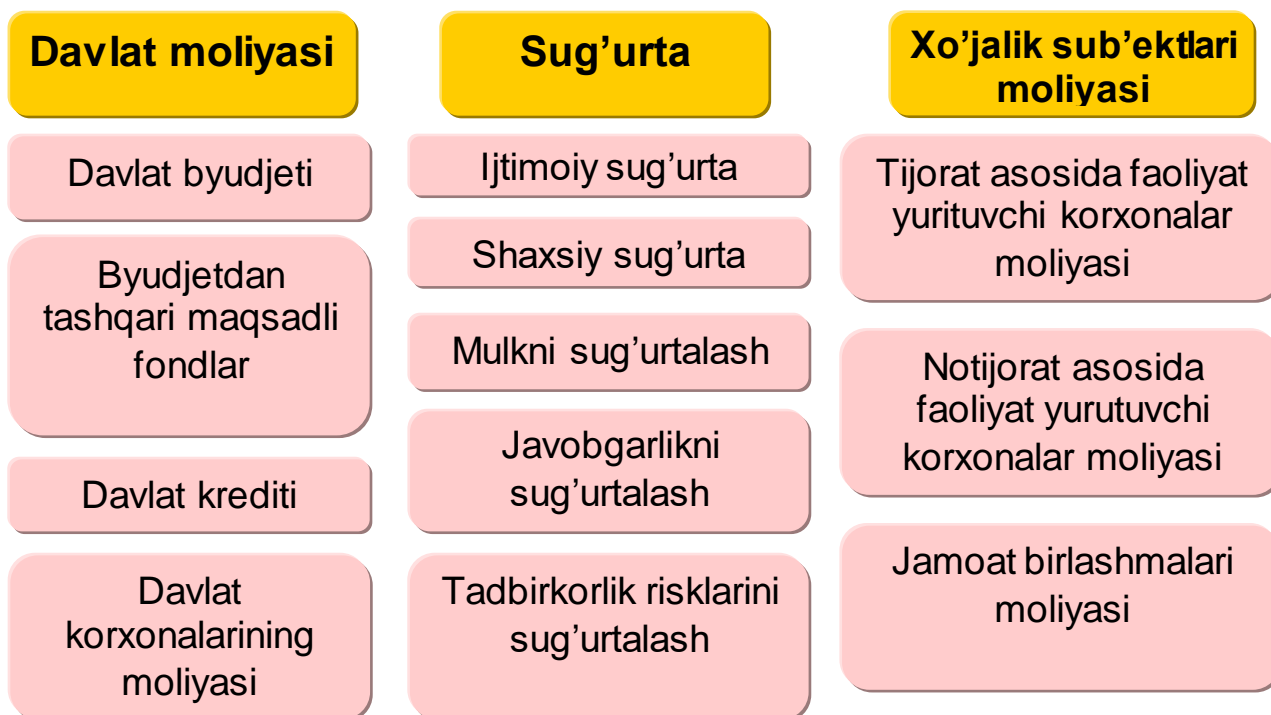 Davlat moliyasi
Davlat byudjeti
Byudjetdan
tashqari maqsadli
fondlar
Davlat krediti
Davlat
korxonalarining
moliyasi
Sug’urta
Ijtimoiy sug’urta
Shaxsiy sug’urta
Mulkni sug’urtalash
Javobgarlikni
sug’urtalash
Tadbirkorlik risklarini
sug’urtalash
Xo’jalik sub’ektlari
moliyasi
Tijorat asosida faoliyat
yurituvchi korxonalar
moliyasi
Notijorat asosida
faoliyat yurutuvchi
korxonalar moliyasi
Jamoat birlashmalari
moliyasi